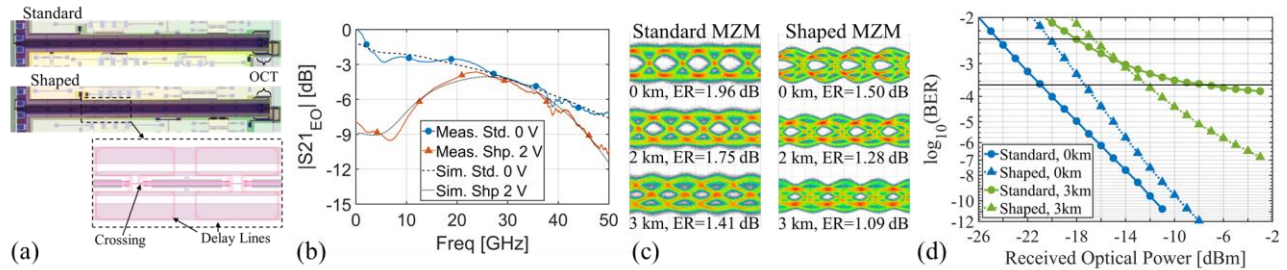 Standard
OCT
Shaped
Crossing
Delay Lines
(a)
|S21EO| [dB]
0
-3
-6
-9
-12
-15
Meas. Std. 0 V
Meas. Shp. 2 V
Sim. Std. 0 V
Sim. Shp 2 V
0 10 20 30 40 50
Freq [GHz]
(b)
Standard MZM
0 km, ER=1.96 dB
2 km, ER=1.75 dB
3 km, ER=1.41 dB
Shaped MZM
0 km, ER=1.50 dB
2 km, ER=1.28 dB
3 km, ER=1.09 dB
(c)
log10(BER)
-2
-3
-4
-5
-6
-7
-8
-10
-12
Standard, 0km
Shaped, 0km
Standard, 3km
Shaped, 3km
-26 -22 -18 -14 -10 -6 -2
Received Optical Power [dBm]
(d)